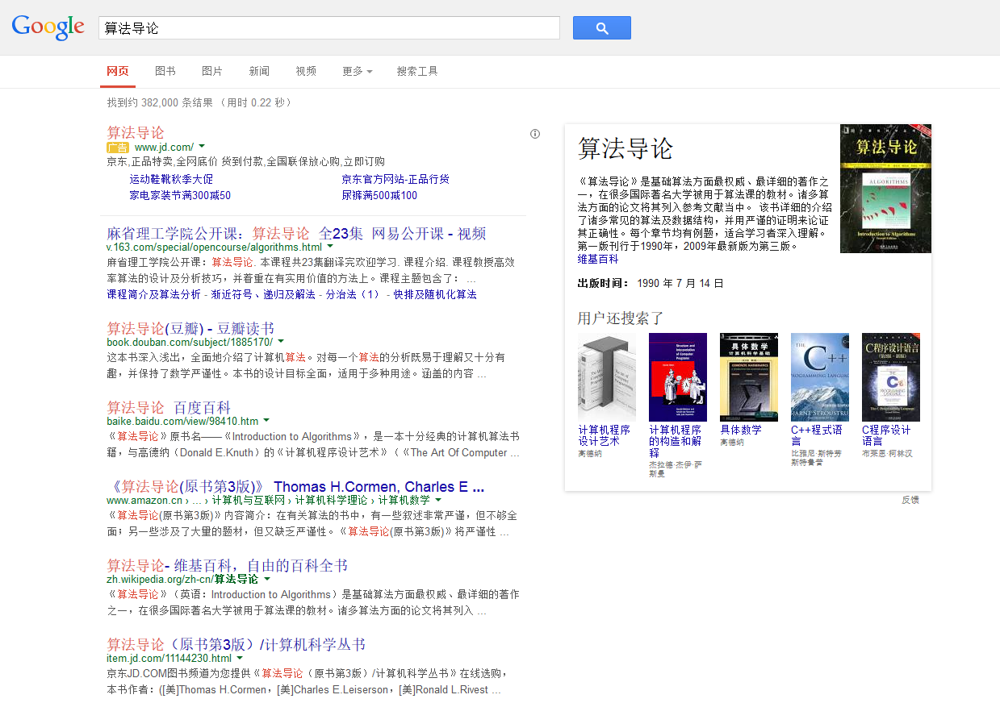 Google
算法导论
网页 图书 图片 新闻 视频 更多 搜索工具
找到约 382,000 条结果 （用时 0.22 秒）
算法导论
广告 www.jd.com/
京东,正品特卖,全网底价 货到付款,全国联保放心购,立即订购
运动鞋靴秋季大促 京东官方网站-正品行货
家电家装节满300减50 尿裤满500减100
麻省理工学院公开课：算法导论 全23集 网易公开课 - 视频
v.163.com/special/opencourse/algorithms.html
麻省理工学院公开课：算法导论. 本课程共23集翻译完欢迎学习. 课程介绍. 课程教授高效
率算法的设计及分析技巧，并着重在有实用价值的方法上。课程主题包含了： ...
课程简介及算法分析 - 渐近符号、递归及解法 - 分治法（1） - 快排及随机化算法
算法导论(豆瓣) - 豆瓣读书
book.douban.com/subject/1885170/
这本书深入浅出，全面地介绍了计算机算法。对每一个算法的分析既易于理解又十分有
趣，并保持了数学严谨性。本书的设计目标全面，适用于多种用途。涵盖的内容 ...
算法导论 百度百科
baike.baidu.com/view/98410.htm
《算法导论》原书名——《Introduction to Algorithms》，是一本十分经典的计算机算法书
籍，与高德纳（Donald E.Knuth）的《计算机程序设计艺术》（《The Art Of Computer ...
《算法导论(原书第3版)》 Thomas H.Cormen, Charles E ...
www.amazon.cn › ... › 计算机与互联网 › 计算机科学理论 › 计算机数学
《算法导论(原书第3版)》内容简介：在有关算法的书中，有一些叙述非常严谨，但不够全
面；另一些涉及了大量的题材，但又缺乏严谨性。《算法导论(原书第3版)》将严谨性 ...
算法导论- 维基百科，自由的百科全书
zh.wikipedia.org/zh-cn/算法导论
《算法导论》（英语：Introduction to Algorithms）是基础算法方面最权威、最详细的著作
之一，在很多国际著名大学被用于算法课的教材。诸多算法方面的论文将其列入 ...
算法导论（原书第3版）/计算机科学丛书
item.jd.com/11144230.html
京东JD.COM图书频道为您提供《算法导论（原书第3版）/计算机科学丛书》在线选购，
本书作者：([美]Thomas H.Cormen，[美]Charles E.Leiserson，[美]Ronald L.Rivest ...
算法导论
《算法导论》是基础算法方面最权威、最详细的著作之
一，在很多国际著名大学被用于算法课的教材。诸多算
法方面的论文将其列入参考文献当中。 该书详细的介绍
了诸多常见的算法及数据结构，并用严谨的证明来论证
其正确性。每个章节均有例题，适合学习者深入理解。
第一版刊行于1990年，2009年最新版为第三版。
维基百科
出版时间： 1990 年 7 月 14 日
算法导论
ALGORITHMS
Introduction to Algorithms
用户还搜索了
Structure and
Interpretation
of Computer
Programs
具体数学
计算机科学基础
CONCRETE MATHEMATICS
THE
C++
PROGRAMMING LANGUAGE
BJARNE STROUSTRUP
C程序设计语言
计算机程序
设计艺术
高德纳
计算机程序
的构造和解
释
杰拉德·杰伊·萨
斯曼
具体数学
高德纳
C++程式语
言
比雅尼·斯特劳
斯特鲁普
C程序设计
语言
布莱恩·柯林汉
反馈